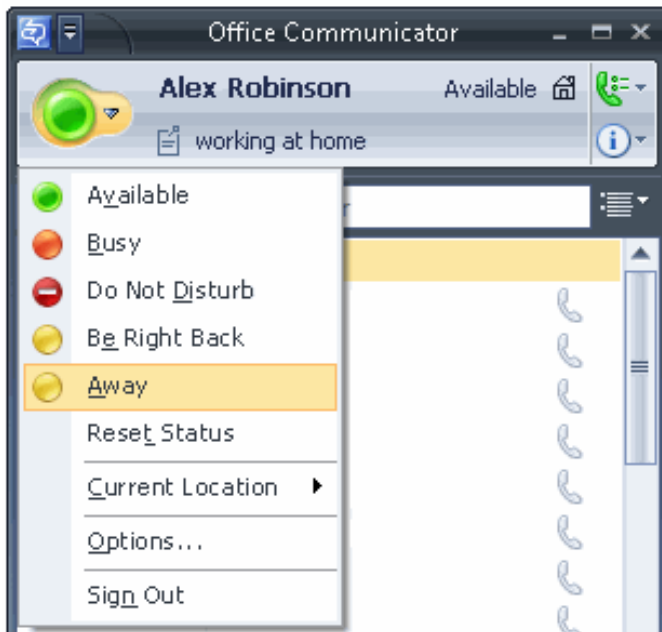 Office Communicator
Alex Robinson Available
working at home
Available
Busy
Do Not Disturb
Be Right Back
Away
Reset Status
Current Location
Options...
Sign Out